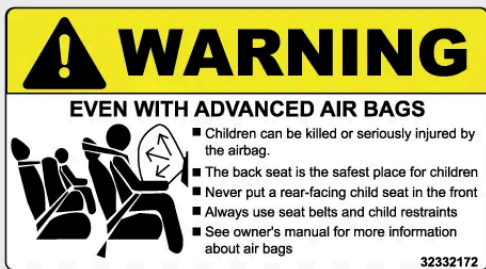 WARNING
EVEN WITH ADVANCED AIR BAGS
■ Children can be killed or seriously injured by
the airbag.
■ The back seat is the safest place for children
■ Never put a rear-facing child seat in the front
■ Always use seat belts and child restraints
■ See owner's manual for more information
about air bags
32332172